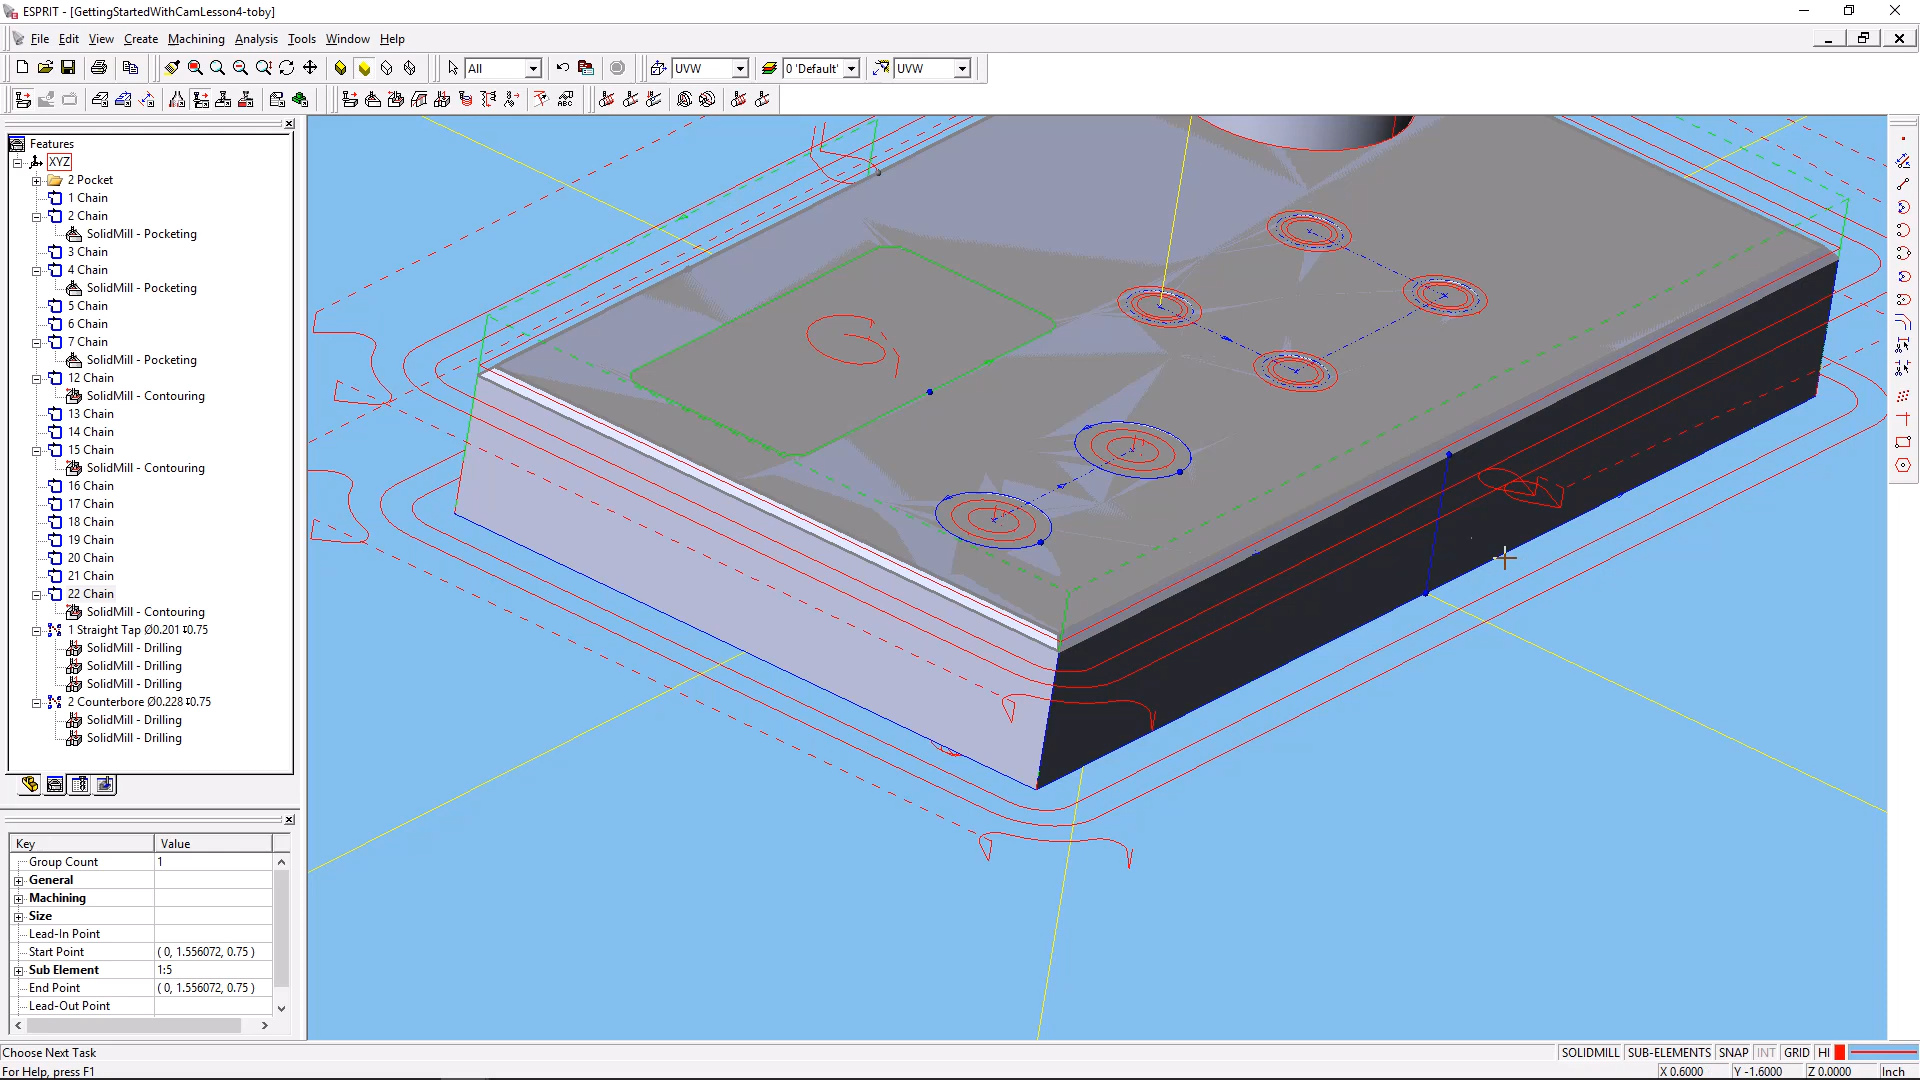 ESPRIT - [GettingStartedWithCamLesson4-toby]
File Edit View Create Machining Analysis Tools Window Help
All UVW 0 'Default' UVW
Features
XYZ
2 Pocket
1 Chain
2 Chain
SolidMill - Pocketing
3 Chain
4 Chain
SolidMill - Pocketing
5 Chain
6 Chain
7 Chain
SolidMill - Pocketing
12 Chain
SolidMill - Contouring
13 Chain
14 Chain
15 Chain
SolidMill - Contouring
16 Chain
17 Chain
18 Chain
19 Chain
20 Chain
21 Chain
22 Chain
SolidMill - Contouring
1 Straight Tap Ø0.201 ↧0.75
SolidMill - Drilling
SolidMill - Drilling
SolidMill - Drilling
2 Counterbore Ø0.228 ↧0.75
SolidMill - Drilling
SolidMill - Drilling
Key Value
Group Count 1
General
Machining
Size
Lead-In Point
Start Point ( 0, 1.556072, 0.75 )
Sub Element 1:5
End Point ( 0, 1.556072, 0.75 )
Lead-Out Point
Choose Next Task SOLIDMILL SUB-ELEMENTS SNAP INT GRID HI
For Help, press F1 X 0.6000 Y -1.6000 Z 0.0000 Inch